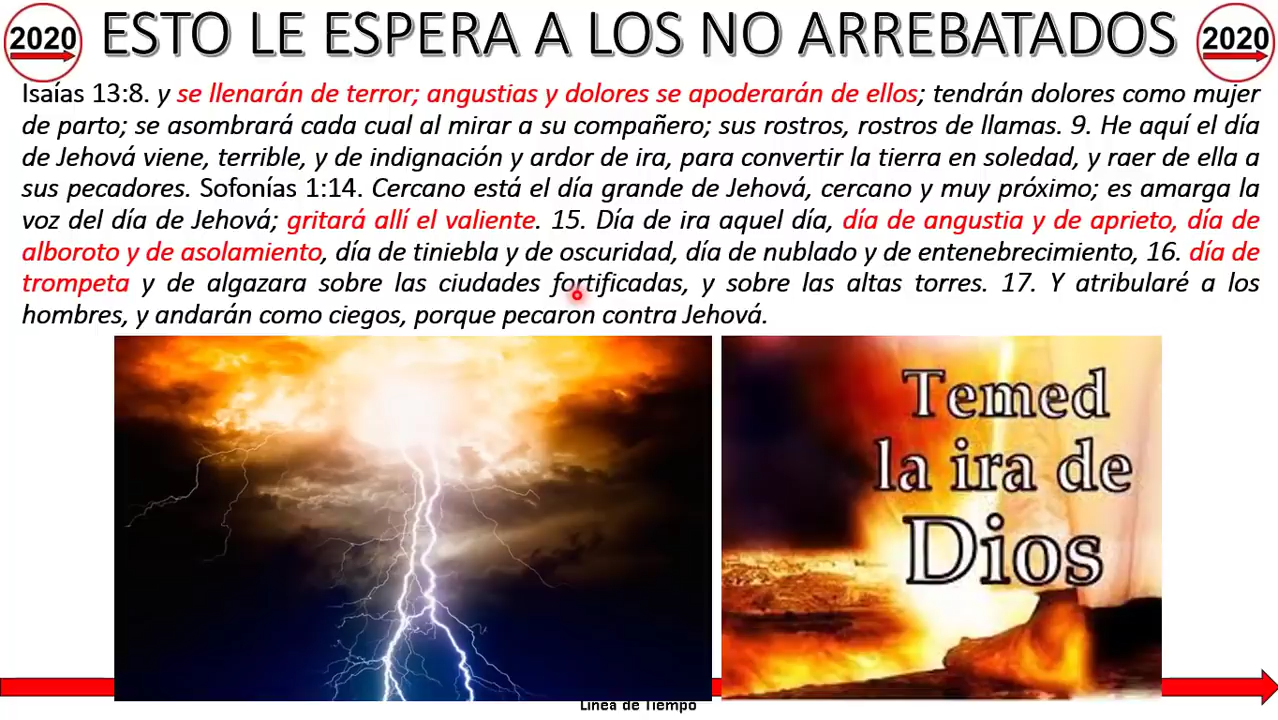 2020 ESTO LE ESPERA A LOS NO ARREBATADOS 2020
Isaías 13:8. y se llenarán de terror; angustias y dolores se apoderarán de ellos; tendrán dolores como mujer
de parto; se asombrará cada cual al mirar a su compañero; sus rostros, rostros de llamas. 9. He aquí el día
de Jehová viene, terrible, y de indignación y ardor de ira, para convertir la tierra en soledad, y raer de ella a
sus pecadores. Sofonías 1:14. Cercano está el día grande de Jehová, cercano y muy próximo; es amarga la
voz del día de Jehová; gritará allí el valiente. 15. Día de ira aquel día, día de angustia y de aprieto, día de
alboroto y de asolamiento, día de tiniebla y de oscuridad, día de nublado y de entenebrecimiento, 16. día de
trompeta y de algazara sobre las ciudades fortificadas, y sobre las altas torres. 17. Y atribularé a los
hombres, y andarán como ciegos, porque pecaron contra Jehová.
Temed
la ira de
Dios
Línea de Tiempo